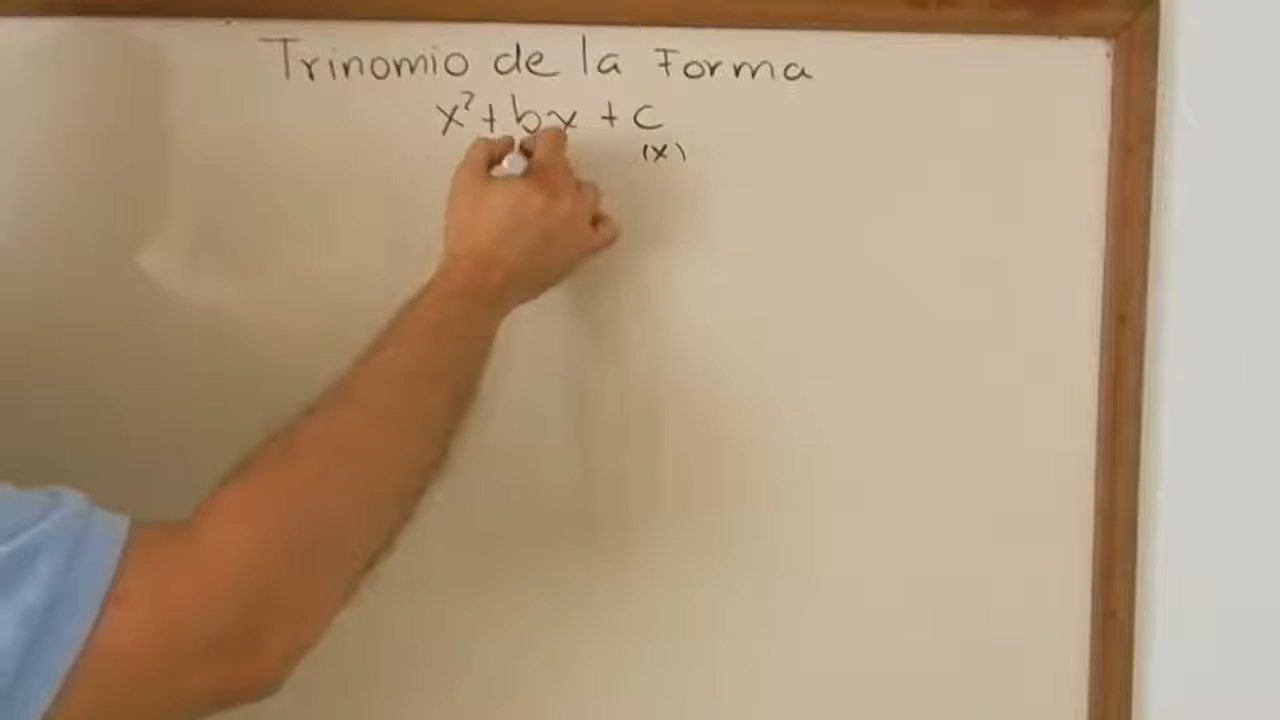 Trinomio de la Forma
x² + bx + c
(x)